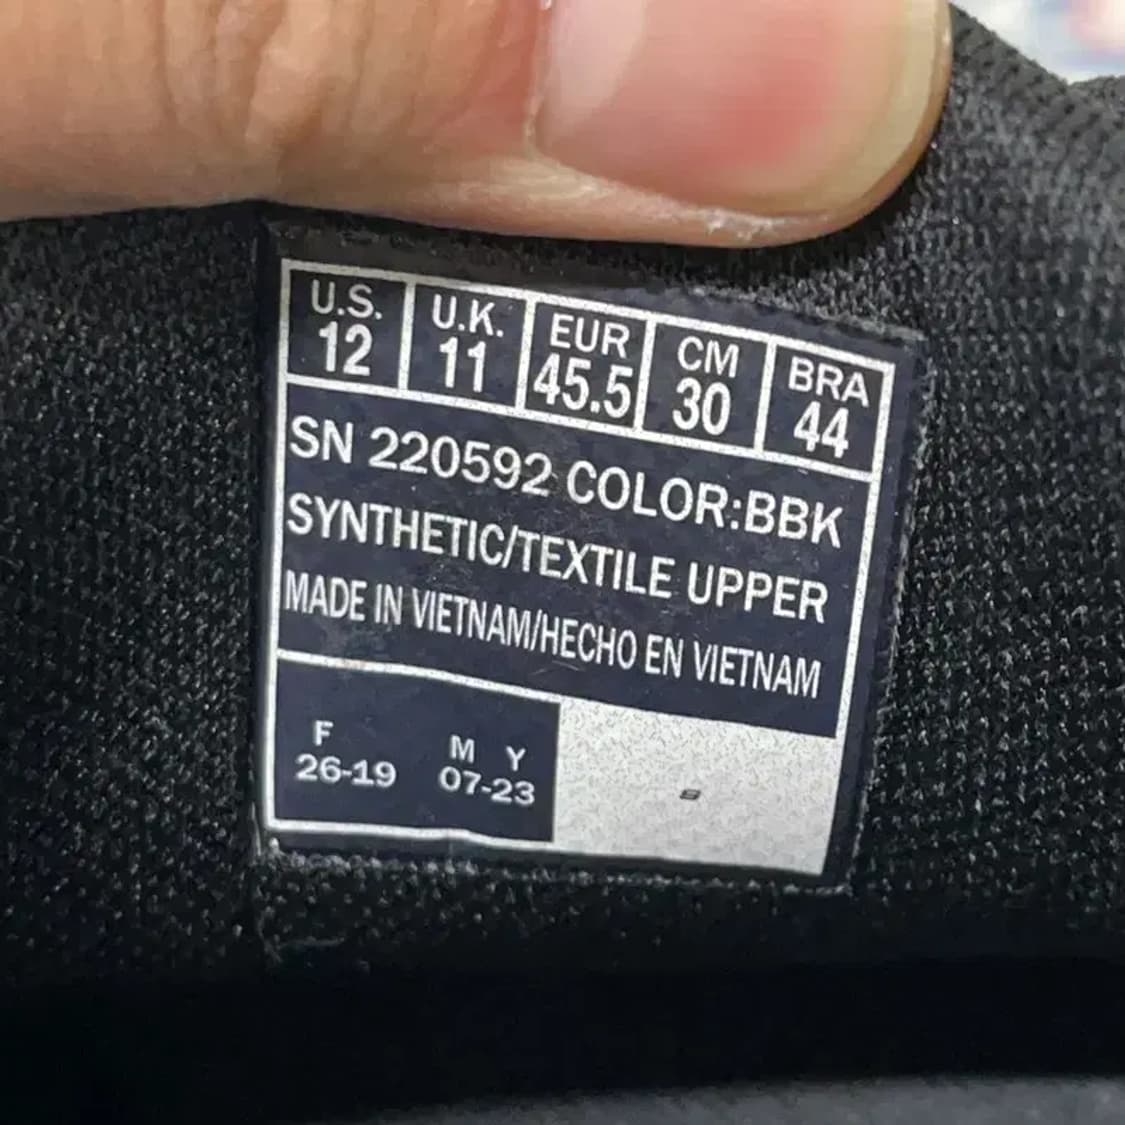 U.S. U.K. EUR CM BRA
12 11 45.5 30 44
SN 220592 COLOR:BBK
SYNTHETIC/TEXTILE UPPER
MADE IN VIETNAM/HECHO EN VIETNAM
F M Y
26-19 07-23